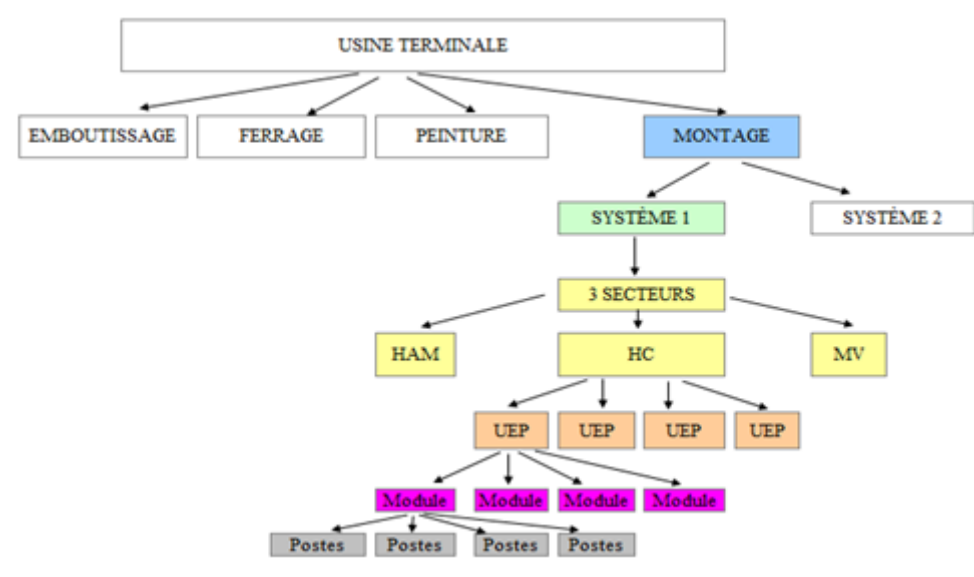 USINE TERMINALE
EMBOUTISSAGE
FERRAGE
PEINTURE
MONTAGE
SYSTÈME 1
SYSTÈME 2
3 SECTEURS
HAM
HC
MV
UEP
UEP
UEP
UEP
Module
Module
Module
Module
Postes
Postes
Postes
Postes